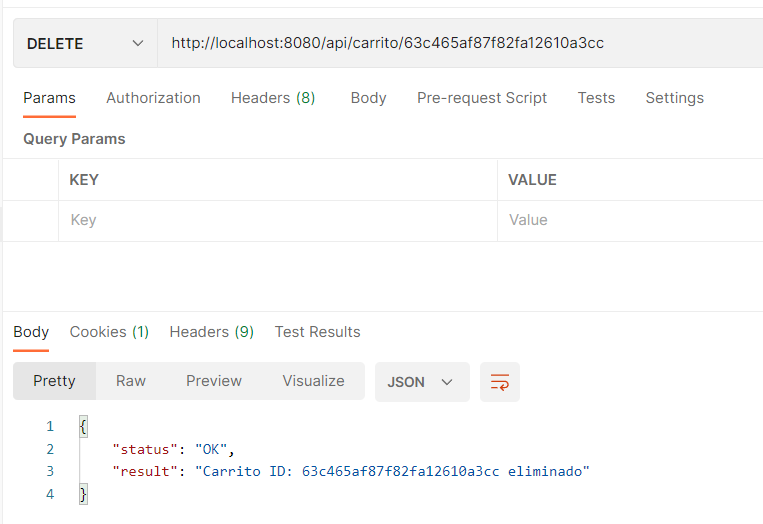 DELETE http://localhost:8080/api/carrito/63c465af87f82fa12610a3cc
Params Authorization Headers (8) Body Pre-request Script Tests Settings
Query Params
KEY VALUE
Key Value
Body Cookies (1) Headers (9) Test Results
Pretty Raw Preview Visualize JSON
1 {
2 "status": "OK",
3 "result": "Carrito ID: 63c465af87f82fa12610a3cc eliminado"
4 }